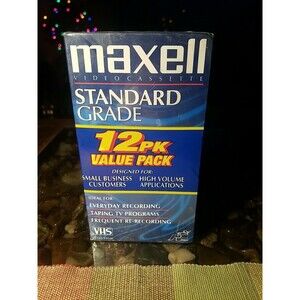 maxell
VIDEOCASSETTE
STANDARD
GRADE
12PK
VALUE PACK
DESIGNED FOR:
SMALL BUSINESS HIGH VOLUME
CUSTOMERS APPLICATIONS
IDEAL FOR:
EVERYDAY RECORDING
TAPING TV PROGRAMS
FREQUENT RE-RECORDING
VHS